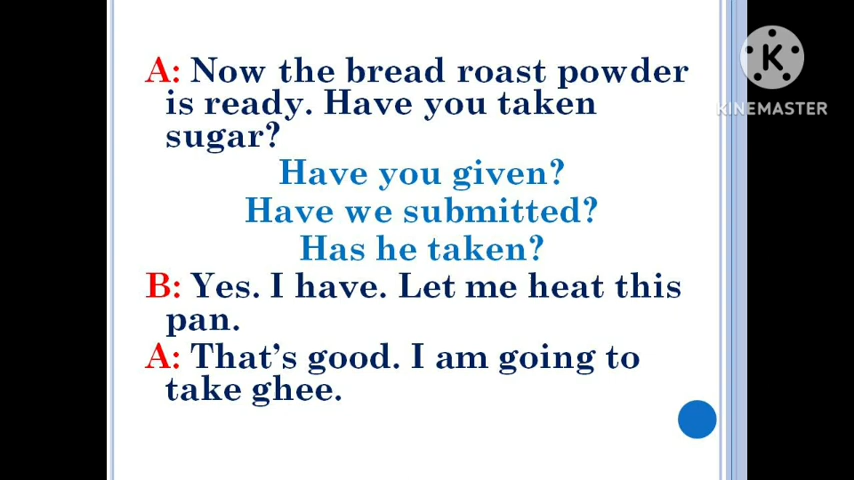 A: Now the bread roast powder
is ready. Have you taken
sugar?
Have you given?
Have we submitted?
Has he taken?
B: Yes. I have. Let me heat this
pan.
A: That's good. I am going to
take ghee.
K
KINEMASTER